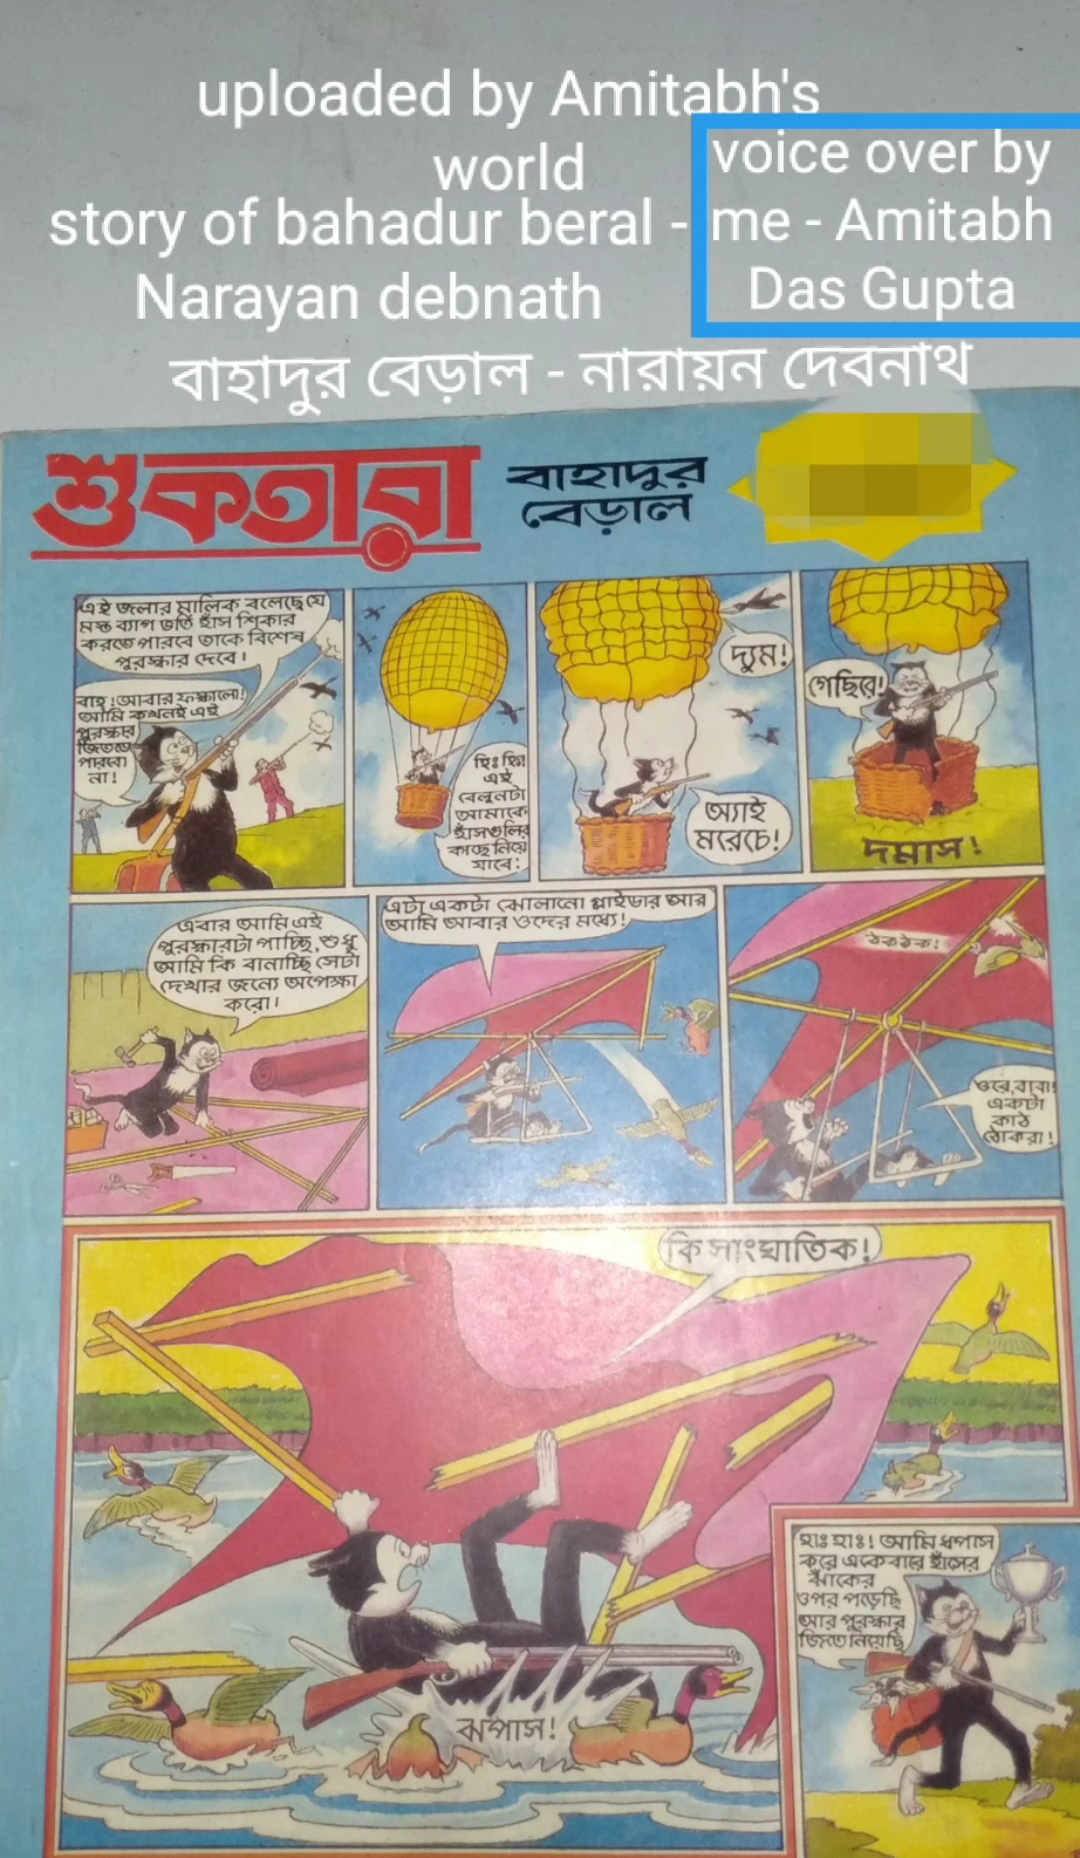 uploaded by Amitabh's
world
voice over by
me - Amitabh
Das Gupta
story of bahadur beral -
Narayan debnath
বাহাদুর বেড়াল - নারায়ন দেবনাথ
শুকতারা
বাহাদুর
বেড়াল
এই জলার মালিক বলেছে যে
মস্ত ব্যাগ ভর্তি হাঁস শিকার
করতে পারবে তাকে বিশেষ
পুরস্কার দেবে।
বাহ্! আবার ফস্কালো!
আমি কখনই এই
পুরস্কার
জিততে
পারবো
না!
হিঃ হিঃ!
এই
বেলুনটা
আমাকে
হাঁসগুলির
কাছে নিয়ে
যাবে!
দ্যুম!
অ্যাই
মরেচে!
গেছিরে!
দমাস!
এবার আমি এই
পুরস্কারটা পাচ্ছি, শুধু
আমি কি বানাচ্ছি সেটা
দেখার জন্যে অপেক্ষা
করো।
এটা একটা ঝোলানো গ্লাইডার আর
আমি আবার ওদের মধ্যে!
ঠকঠক!
ওরে বাবা!
একটা
কাঠ
ঠোকরা!
কি সাংঘাতিক!
ঝপাস!
হাঃ হাঃ! আমি ধপাস
করে একেবারে হাঁসের
ঝাঁকের
ওপর পড়েছি
আর পুরস্কার
জিতে নিয়েছি